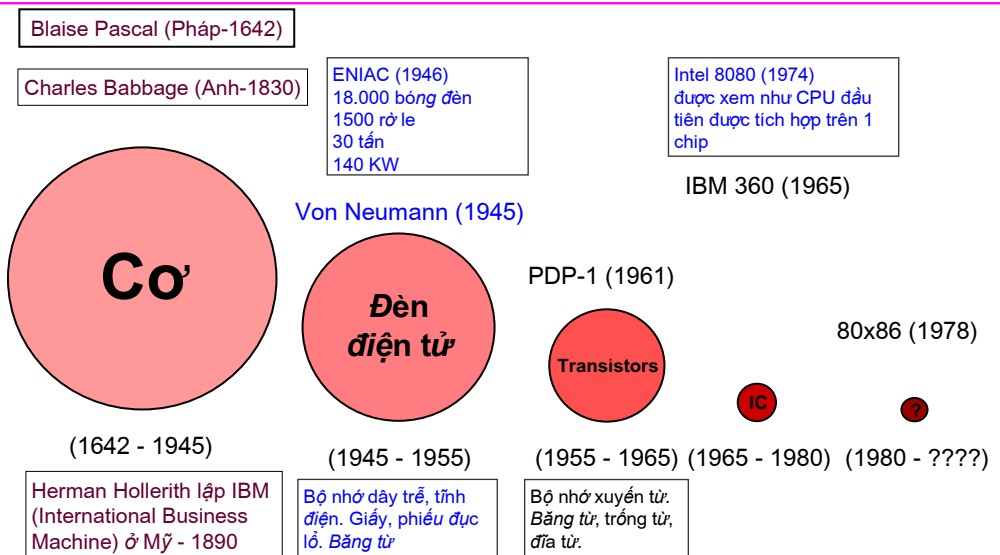 Blaise Pascal (Pháp-1642)
Charles Babbage (Anh-1830)
ENIAC (1946)
18.000 bóng đèn
1500 rờ le
30 tấn
140 KW
Intel 8080 (1974)
được xem như CPU đầu
tiên được tích hợp trên 1
chip
IBM 360 (1965)
Von Neumann (1945)
Cơ
Đèn
điện tử
PDP-1 (1961)
Transistors
80x86 (1978)
IC
?
(1642 - 1945)
(1945 - 1955)
(1955 - 1965)
(1965 - 1980)
(1980 - ????)
Herman Hollerith lập IBM
(International Business
Machine) ở Mỹ - 1890
Bộ nhớ dây trễ, tĩnh
điện. Giấy, phiếu đục
lổ. Băng từ
Bộ nhớ xuyến từ.
Băng từ, trống từ,
đĩa từ.